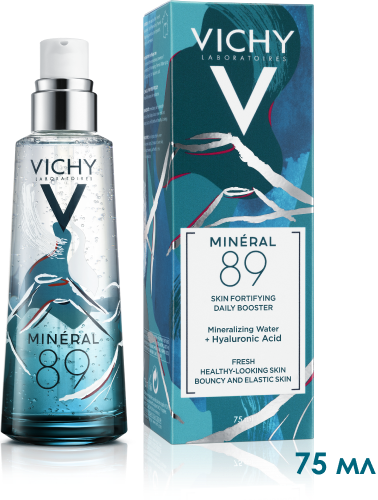 VICHY
LABORATOIRES
V
MINÉRAL
89
VICHY
LABORATOIRES
V
MINÉRAL
89
SKIN FORTIFYING
DAILY BOOSTER
Mineralizing Water
+ Hyaluronic Acid
FRESH
HEALTHY-LOOKING SKIN
BOUNCY AND ELASTIC SKIN
75 мл